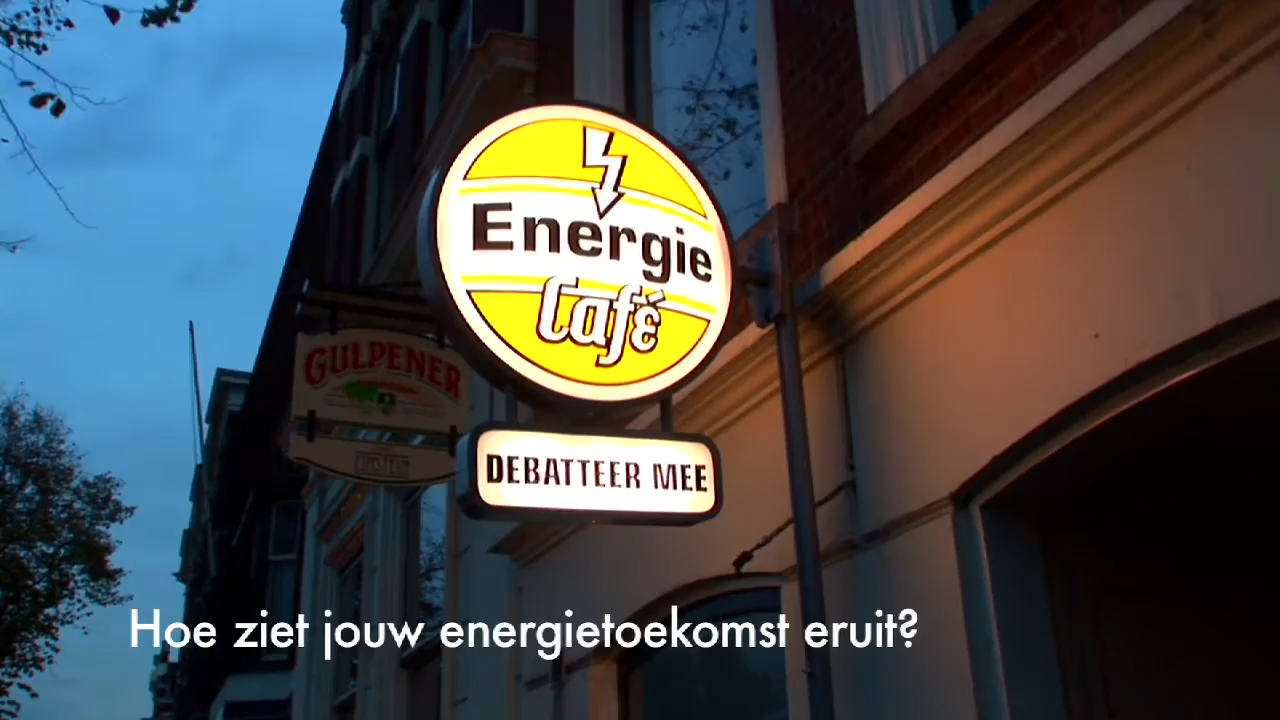 Energie
Café
GULPENER
DEBATTEER MEE
Hoe ziet jouw energietoekomst eruit?